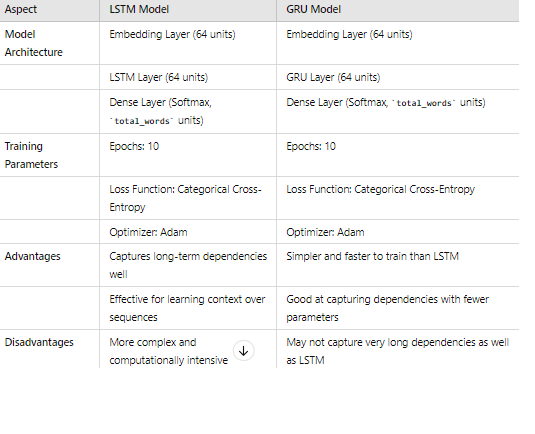 Aspect LSTM Model GRU Model
Model Embedding Layer (64 units) Embedding Layer (64 units)
Architecture
LSTM Layer (64 units) GRU Layer (64 units)
Dense Layer (Softmax, Dense Layer (Softmax, `total_words` units)
`total_words` units)
Training Epochs: 10 Epochs: 10
Parameters
Loss Function: Categorical Cross- Loss Function: Categorical Cross-Entropy
Entropy
Optimizer: Adam Optimizer: Adam
Advantages Captures long-term dependencies Simpler and faster to train than LSTM
well
Effective for learning context over Good at capturing dependencies with fewer
sequences parameters
Disadvantages More complex and May not capture very long dependencies as well
computationally intensive as LSTM